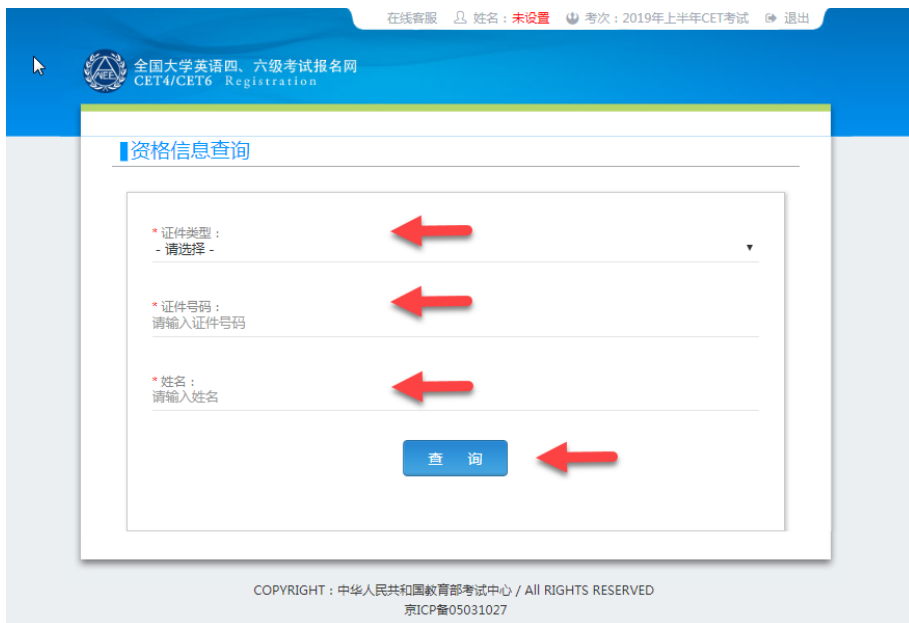 在线客服 姓名：未设置 考次：2019年上半年CET考试 退出
NEEA
全国大学英语四、六级考试报名网
CET4/CET6 Registration
资格信息查询
* 证件类型：
- 请选择 -
* 证件号码：
请输入证件号码
* 姓名：
请输入姓名
查 询
COPYRIGHT：中华人民共和国教育部考试中心 / All RIGHTS RESERVED
京ICP备05031027